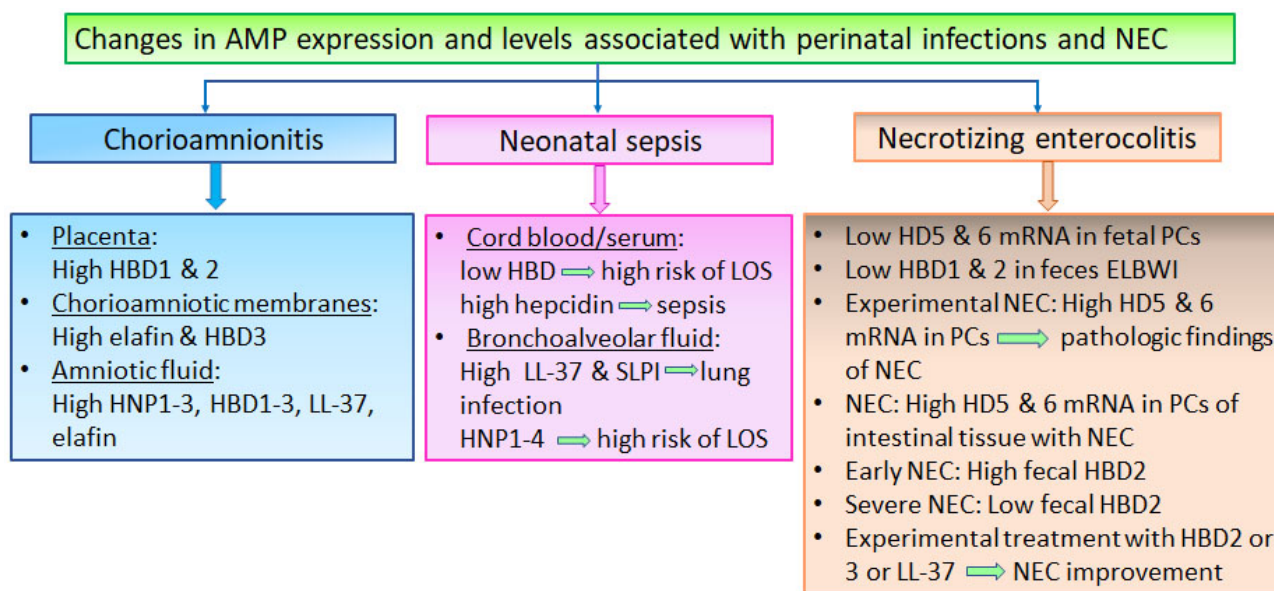 Changes in AMP expression and levels associated with perinatal infections and NEC
Chorioamnionitis
• Placenta:
High HBD1 & 2
• Chorioamniotic membranes:
High elafin & HBD3
• Amniotic fluid:
High HNP1-3, HBD1-3, LL-37,
elafin
Neonatal sepsis
• Cord blood/serum:
low HBD ⟹ high risk of LOS
high hepcidin ⟹ sepsis
• Bronchoalveolar fluid:
High LL-37 & SLPI ⟹ lung
infection
HNP1-4 ⟹ high risk of LOS
Necrotizing enterocolitis
• Low HD5 & 6 mRNA in fetal PCs
• Low HBD1 & 2 in feces ELBWI
• Experimental NEC: High HD5 & 6
mRNA in PCs ⟹ pathologic findings
of NEC
• NEC: High HD5 & 6 mRNA in PCs of
intestinal tissue with NEC
• Early NEC: High fecal HBD2
• Severe NEC: Low fecal HBD2
• Experimental treatment with HBD2 or
3 or LL-37 ⟹ NEC improvement